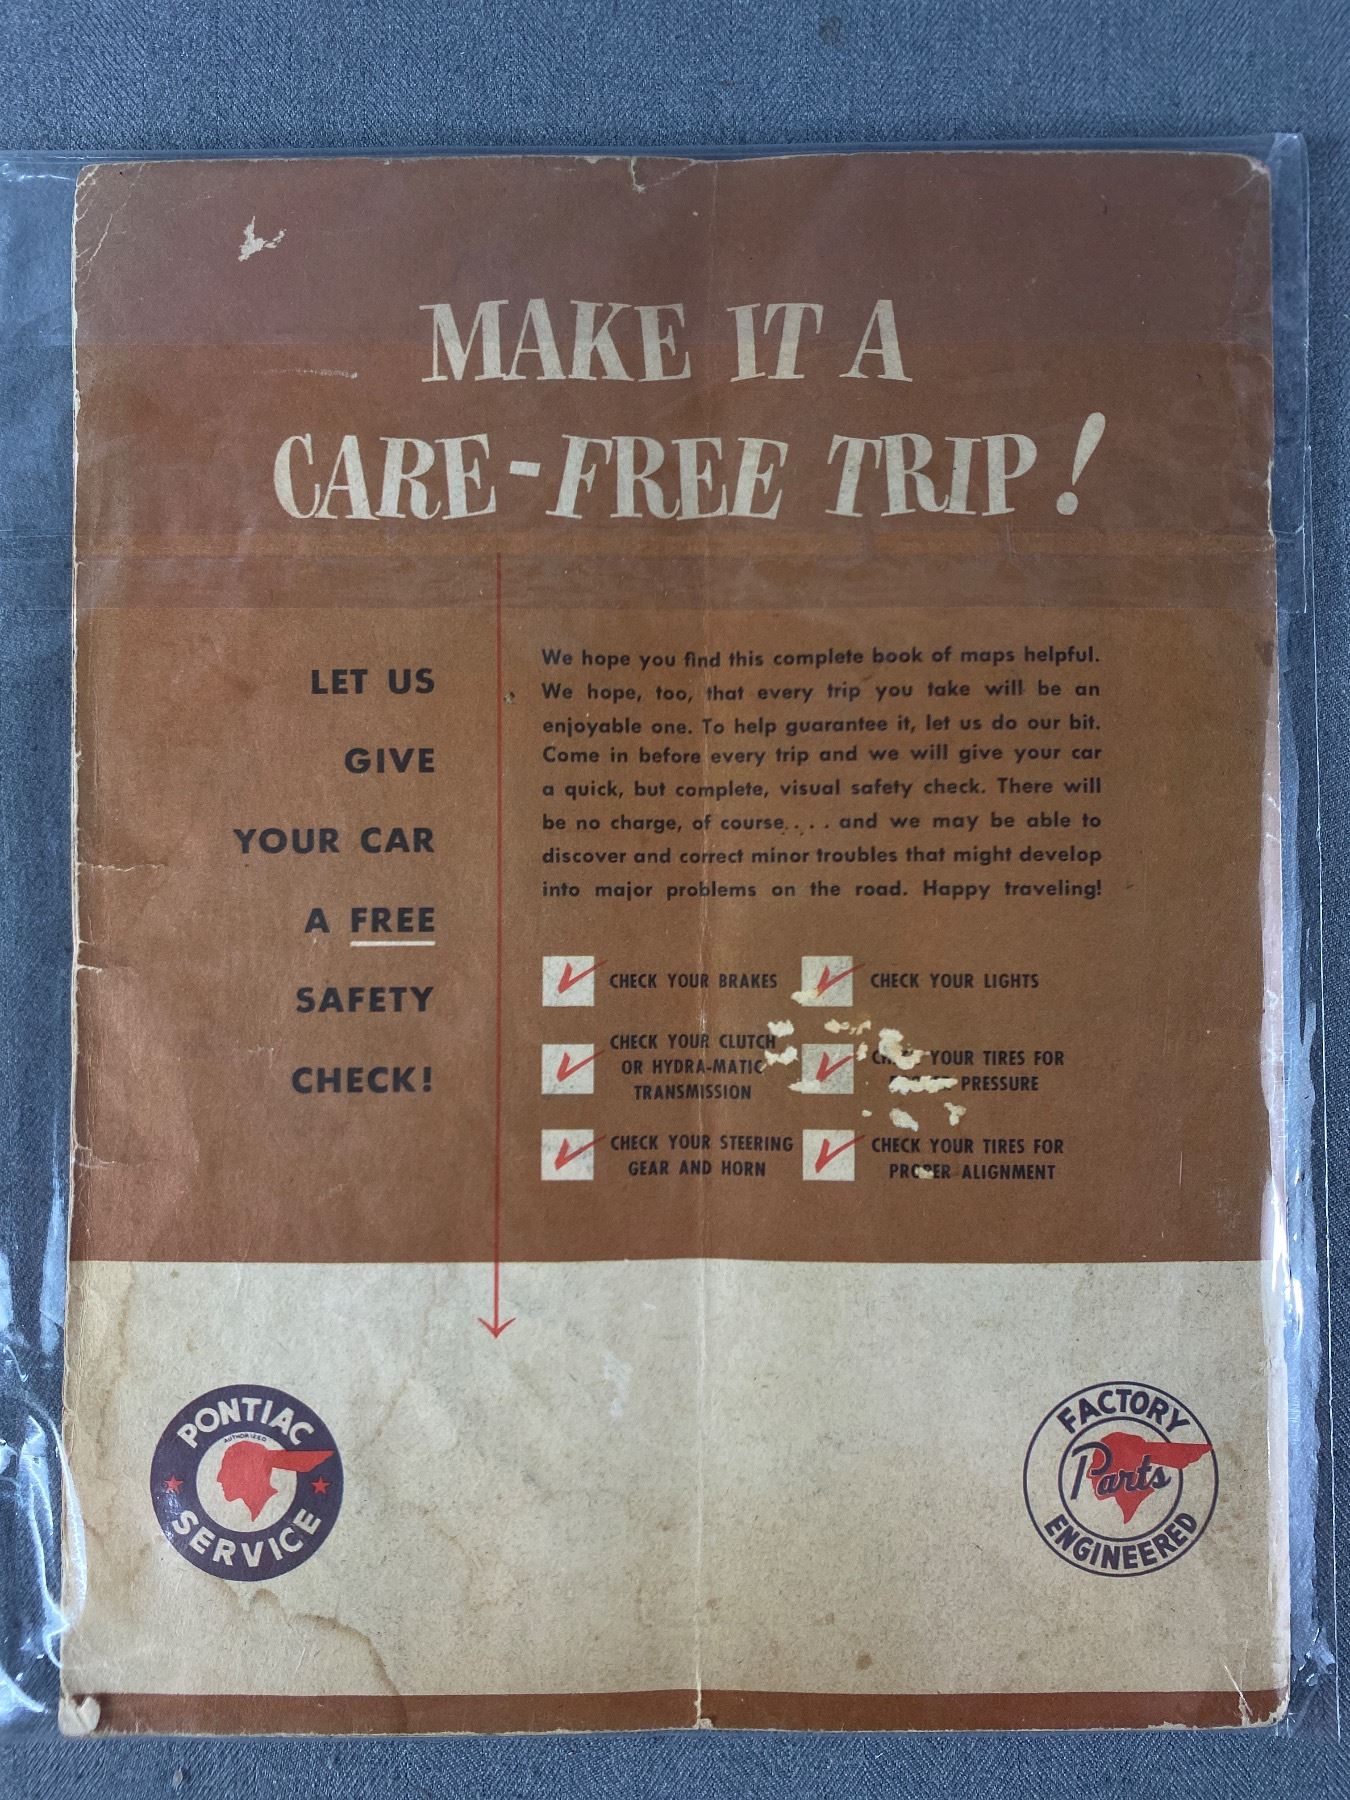 MAKE IT A
CARE-FREE TRIP!
LET US
GIVE
YOUR CAR
A FREE
SAFETY
CHECK!
We hope you find this complete book of maps helpful.
We hope, too, that every trip you take will be an
enjoyable one. To help guarantee it, let us do our bit.
Come in before every trip and we will give your car
a quick, but complete, visual safety check. There will
be no charge, of course. . . . and we may be able to
discover and correct minor troubles that might develop
into major problems on the road. Happy traveling!
CHECK YOUR BRAKES
CHECK YOUR CLUTCH
OR HYDRA-MATIC
TRANSMISSION
CHECK YOUR STEERING
GEAR AND HORN
CHECK YOUR LIGHTS
YOUR TIRES FOR
PRESSURE
CHECK YOUR TIRES FOR
PROPER ALIGNMENT
PONTIAC
AUTHORIZED
SERVICE
FACTORY
Parts
ENGINEERED